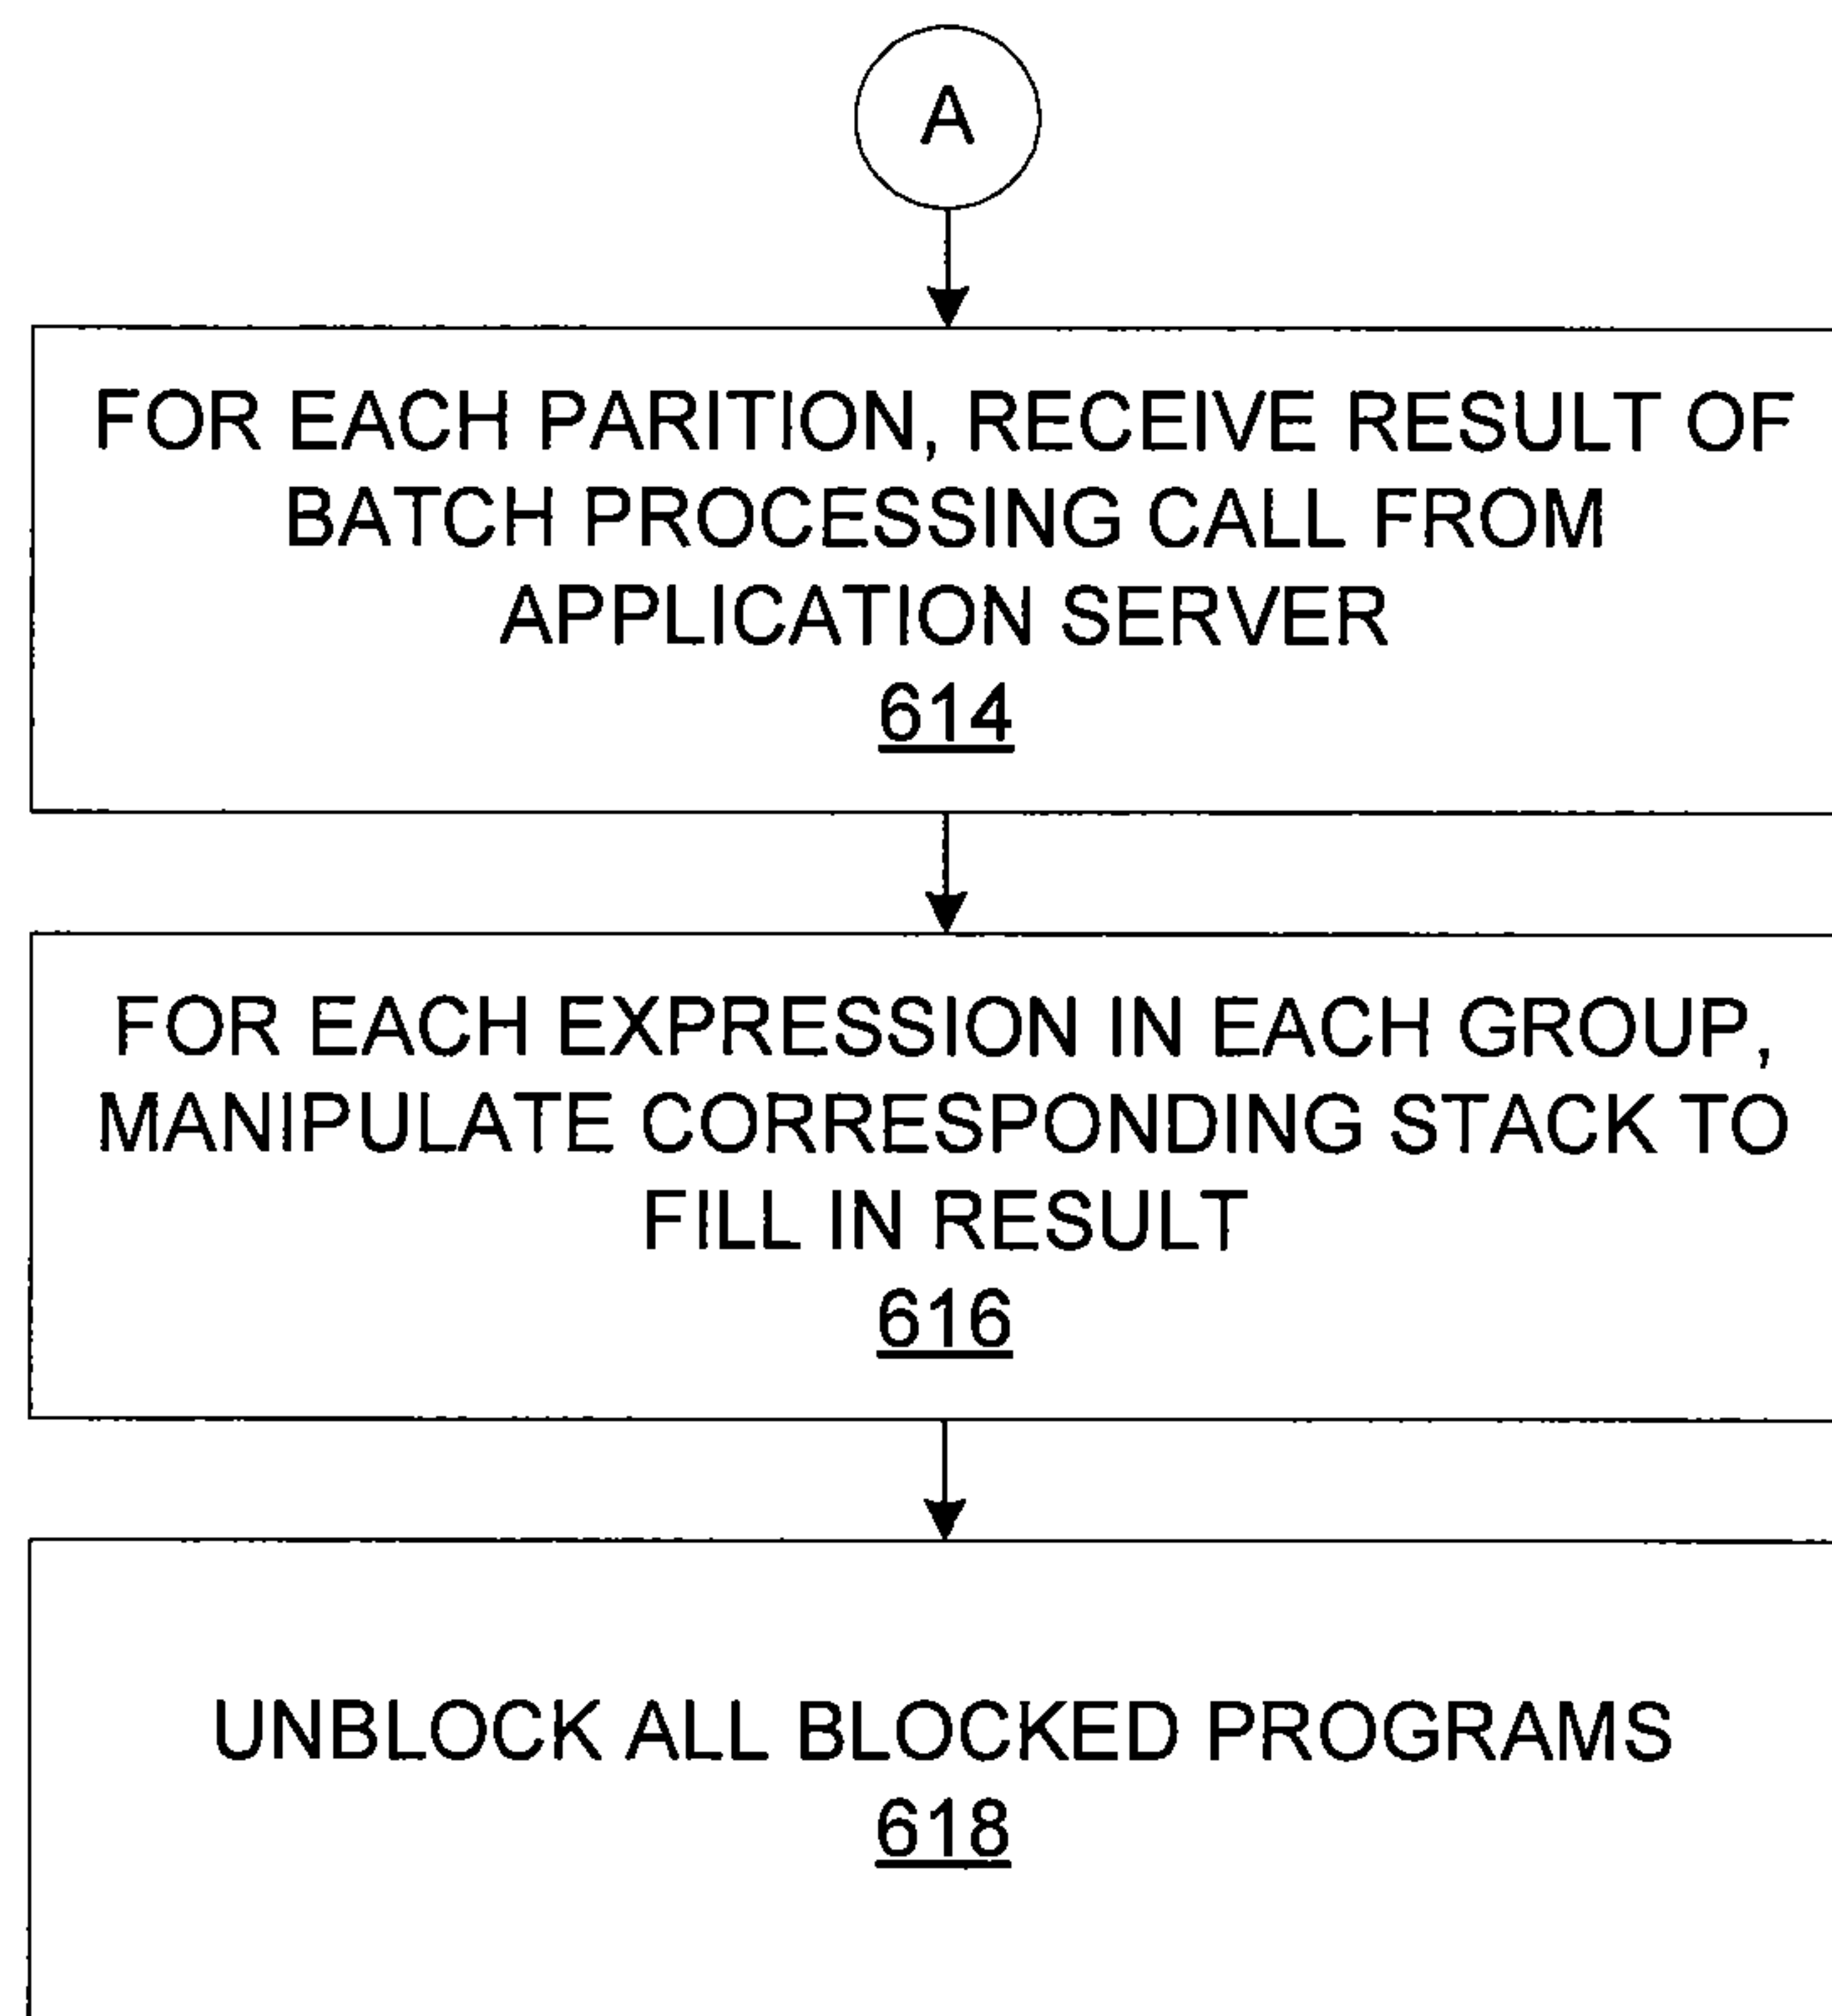 A
FOR EACH PARITION, RECEIVE RESULT OF
BATCH PROCESSING CALL FROM
APPLICATION SERVER
614
FOR EACH EXPRESSION IN EACH GROUP,
MANIPULATE CORRESPONDING STACK TO
FILL IN RESULT
616
UNBLOCK ALL BLOCKED PROGRAMS
618